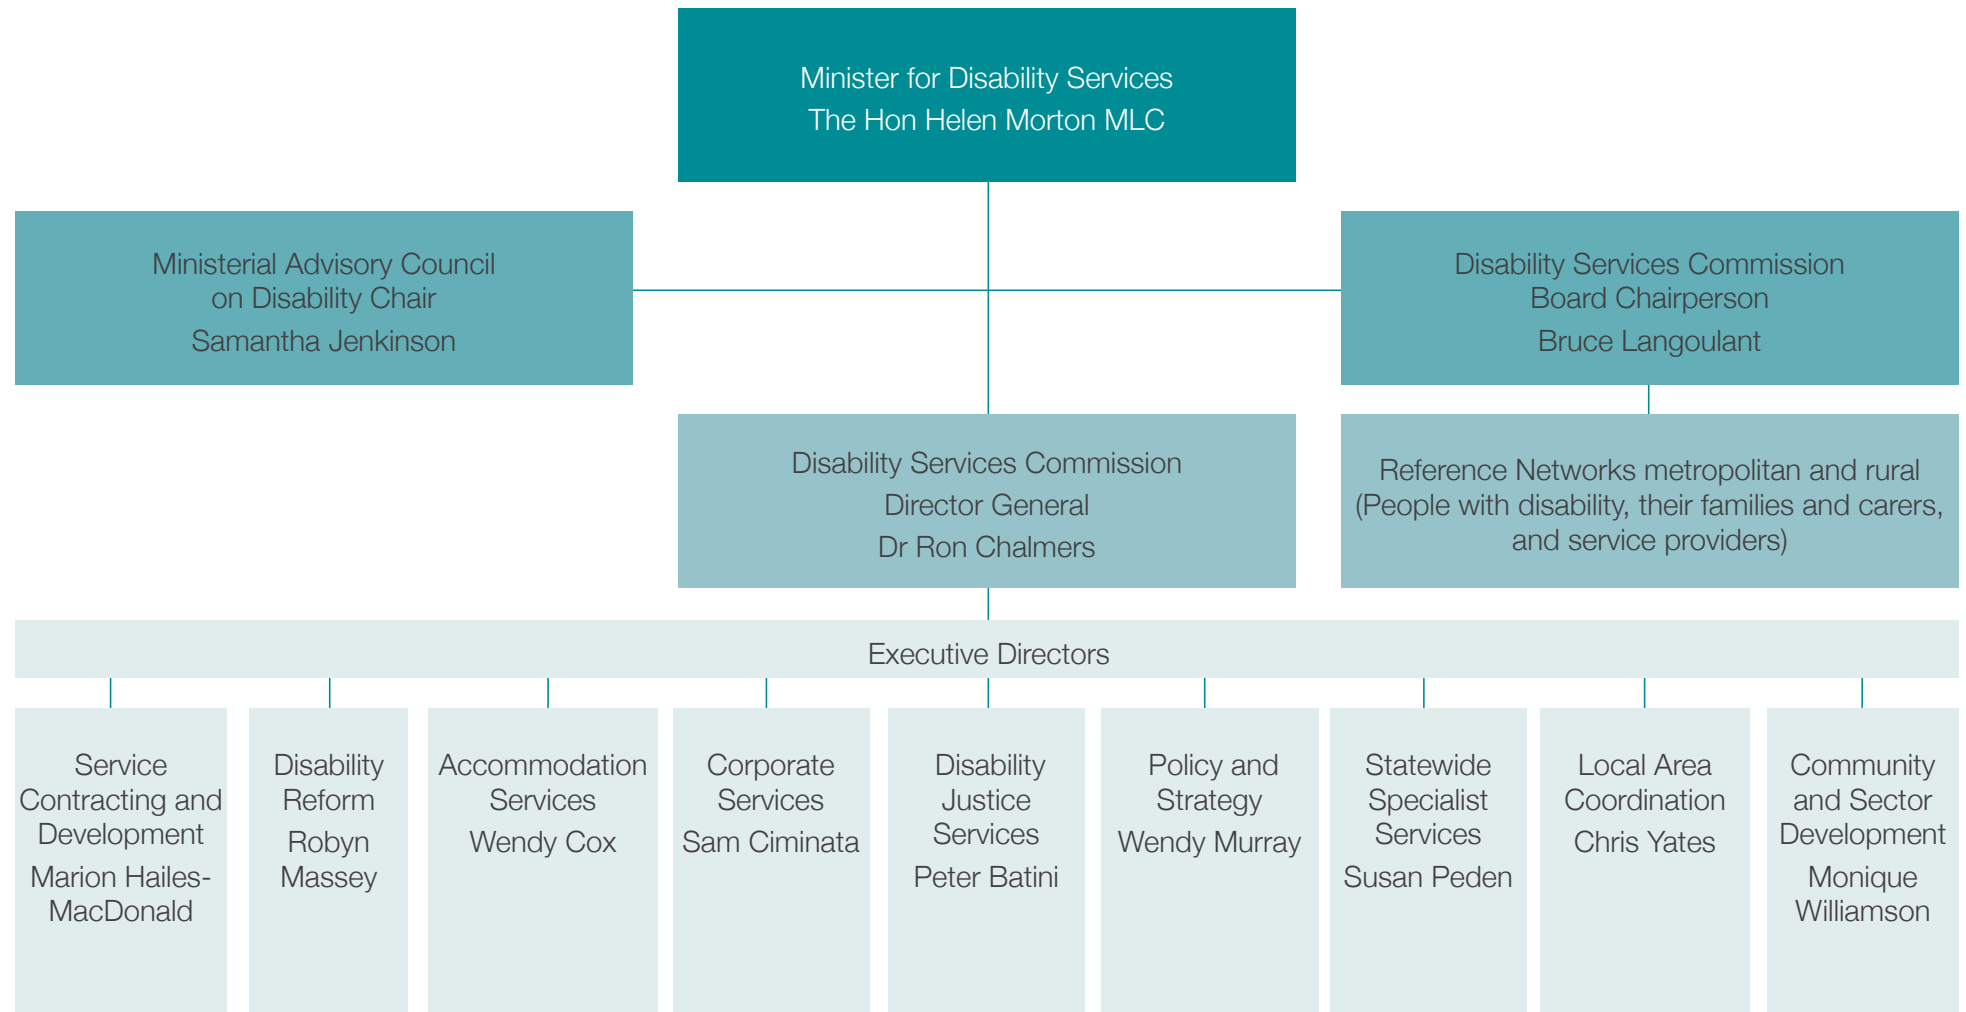 Minister for Disability Services
The Hon Helen Morton MLC
Ministerial Advisory Council
on Disability Chair
Samantha Jenkinson
Disability Services Commission
Board Chairperson
Bruce Langoulant
Disability Services Commission
Director General
Dr Ron Chalmers
Reference Networks metropolitan and rural
(People with disability, their families and carers,
and service providers)
Executive Directors
Service
Contracting and
Development
Marion Hailes-
MacDonald
Disability
Reform
Robyn
Massey
Accommodation
Services
Wendy Cox
Corporate
Services
Sam Ciminata
Disability
Justice
Services
Peter Batini
Policy and
Strategy
Wendy Murray
Statewide
Specialist
Services
Susan Peden
Local Area
Coordination
Chris Yates
Community
and Sector
Development
Monique
Williamson